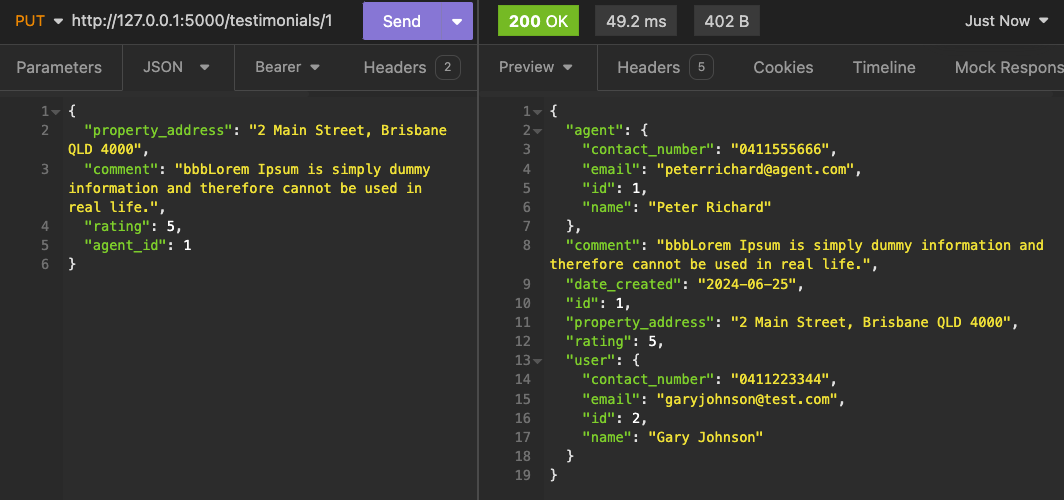 PUT http://127.0.0.1:5000/testimonials/1 Send
Parameters JSON Bearer Headers 2
1 {
2 "property_address": "2 Main Street, Brisbane
QLD 4000",
3 "comment": "bbbLorem Ipsum is simply dummy
information and therefore cannot be used in
real life.",
4 "rating": 5,
5 "agent_id": 1
6 }
200 OK 49.2 ms 402 B Just Now
Preview Headers 5 Cookies Timeline Mock Respons
1 {
2 "agent": {
3 "contact_number": "0411555666",
4 "email": "peterrichard@agent.com",
5 "id": 1,
6 "name": "Peter Richard"
7 },
8 "comment": "bbbLorem Ipsum is simply dummy information and
therefore cannot be used in real life.",
9 "date_created": "2024-06-25",
10 "id": 1,
11 "property_address": "2 Main Street, Brisbane QLD 4000",
12 "rating": 5,
13 "user": {
14 "contact_number": "0411223344",
15 "email": "garyjohnson@test.com",
16 "id": 2,
17 "name": "Gary Johnson"
18 }
19 }